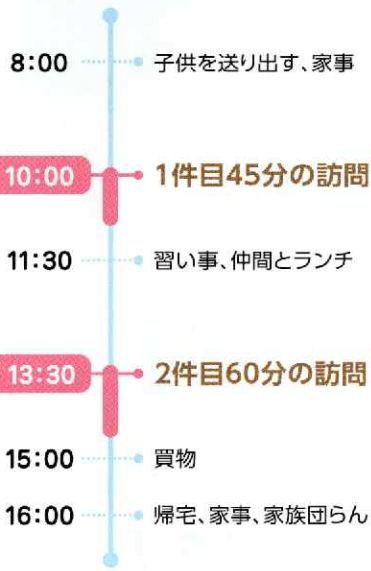 8:00 子供を送り出す、家事
10:00 1件目45分の訪問
11:30 習い事、仲間とランチ
13:30 2件目60分の訪問
15:00 買物
16:00 帰宅、家事、家族団らん